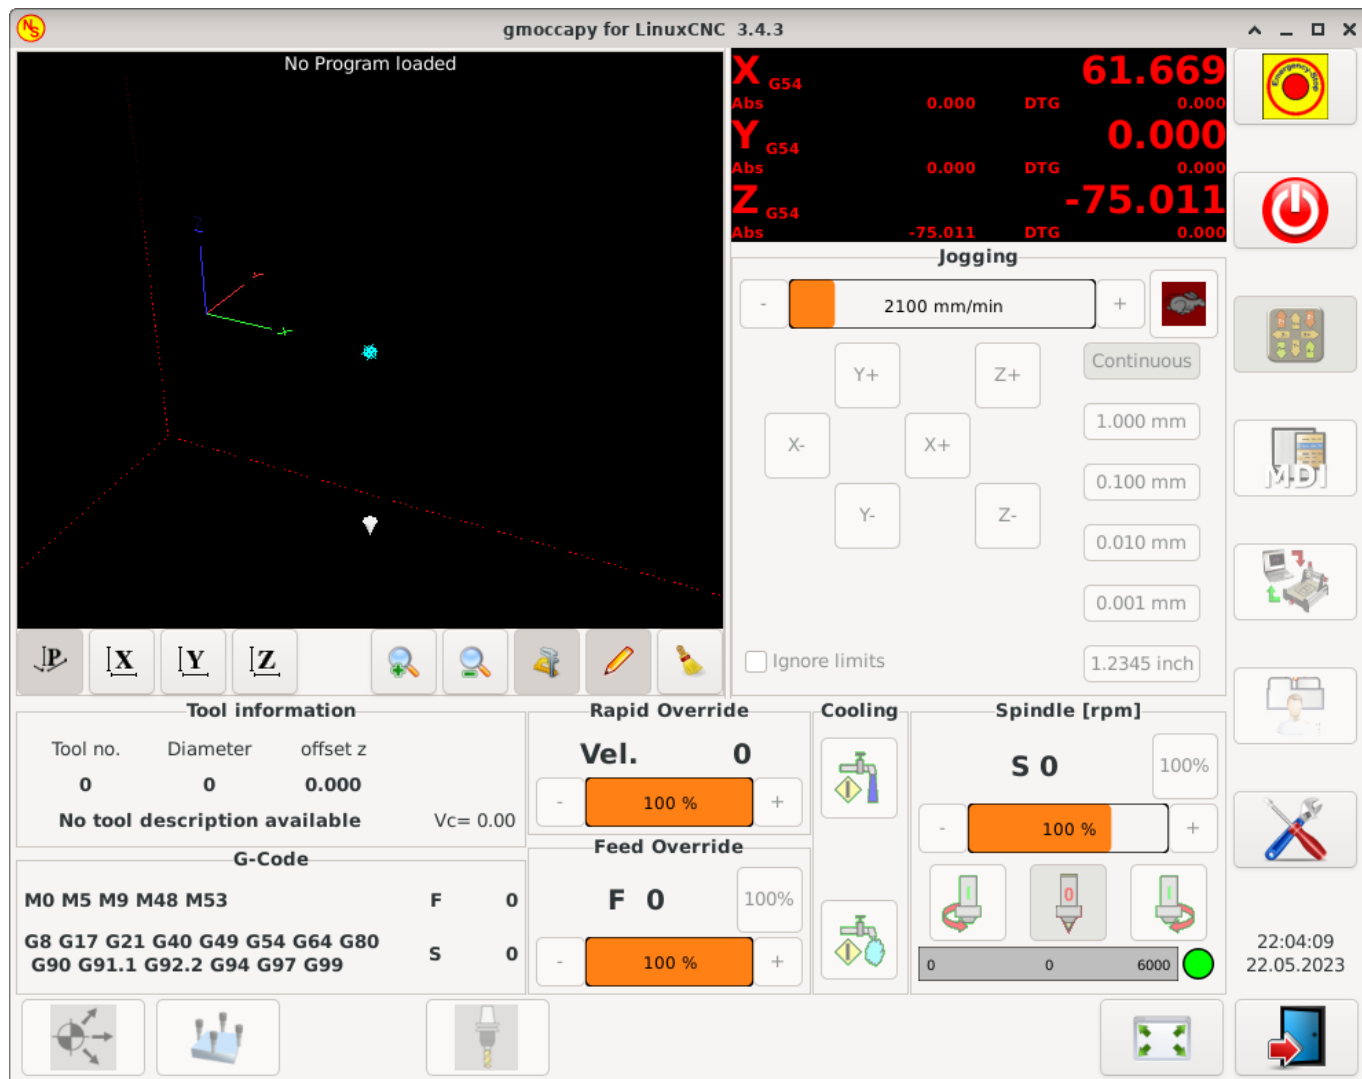 gmoccapy for LinuxCNC 3.4.3
No Program loaded
X G54 61.669
Abs 0.000 DTG 0.000
Y G54 0.000
Abs 0.000 DTG 0.000
Z G54 -75.011
Abs -75.011 DTG 0.000
Emergency-Stop
Jogging
- 2100 mm/min +
Y+ Z+ Continuous
X- X+ 1.000 mm
0.100 mm
Y- Z- 0.010 mm
0.001 mm
Ignore limits 1.2345 inch
MDI
P X Y Z
Tool information
Tool no. Diameter offset z
0 0 0.000
No tool description available Vc= 0.00
G-Code
M0 M5 M9 M48 M53 F 0
G8 G17 G21 G40 G49 G54 G64 G80
G90 G91.1 G92.2 G94 G97 G99 S 0
Rapid Override
Vel. 0
- 100 % +
Feed Override
F 0 100%
- 100 % +
Cooling
Spindle [rpm]
S 0 100%
- 100 % +
0 0 6000
22:04:09
22.05.2023